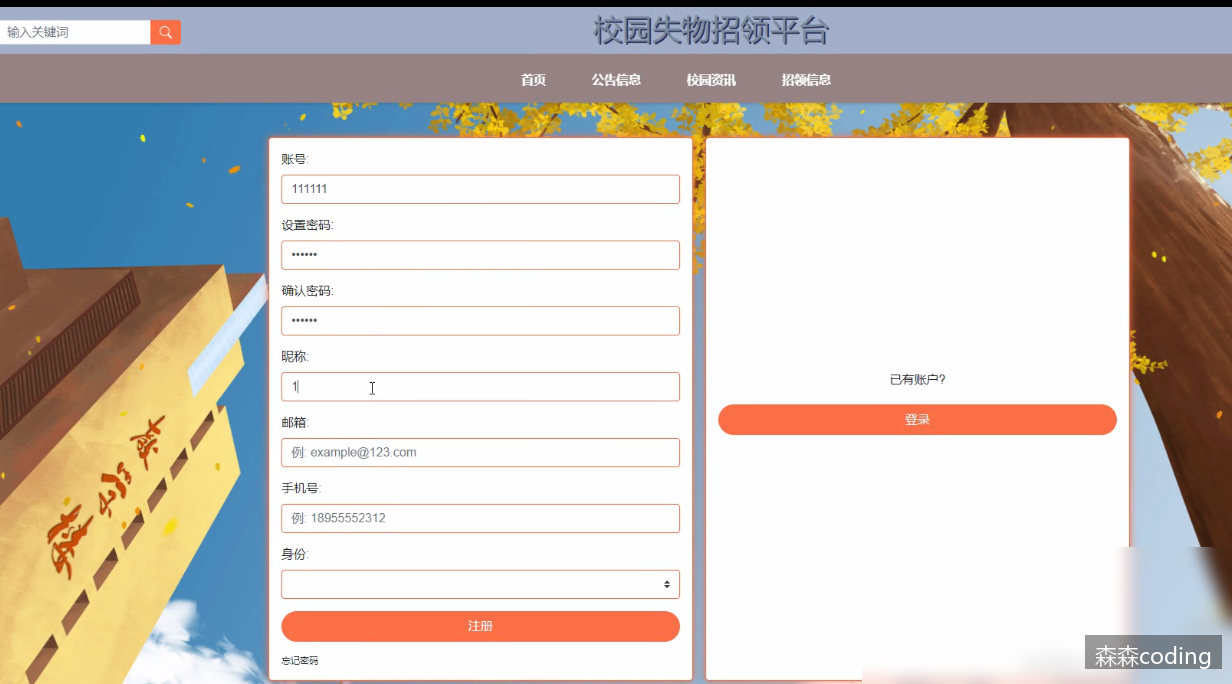 输入关键词
校园失物招领平台
首页 公告信息 校园资讯 招领信息
账号:
111111
设置密码:
••••••
确认密码:
••••••
昵称:
1
邮箱:
例: example@123.com
手机号:
例: 18955552312
身份:
注册
忘记密码
已有账户?
登录
森森coding